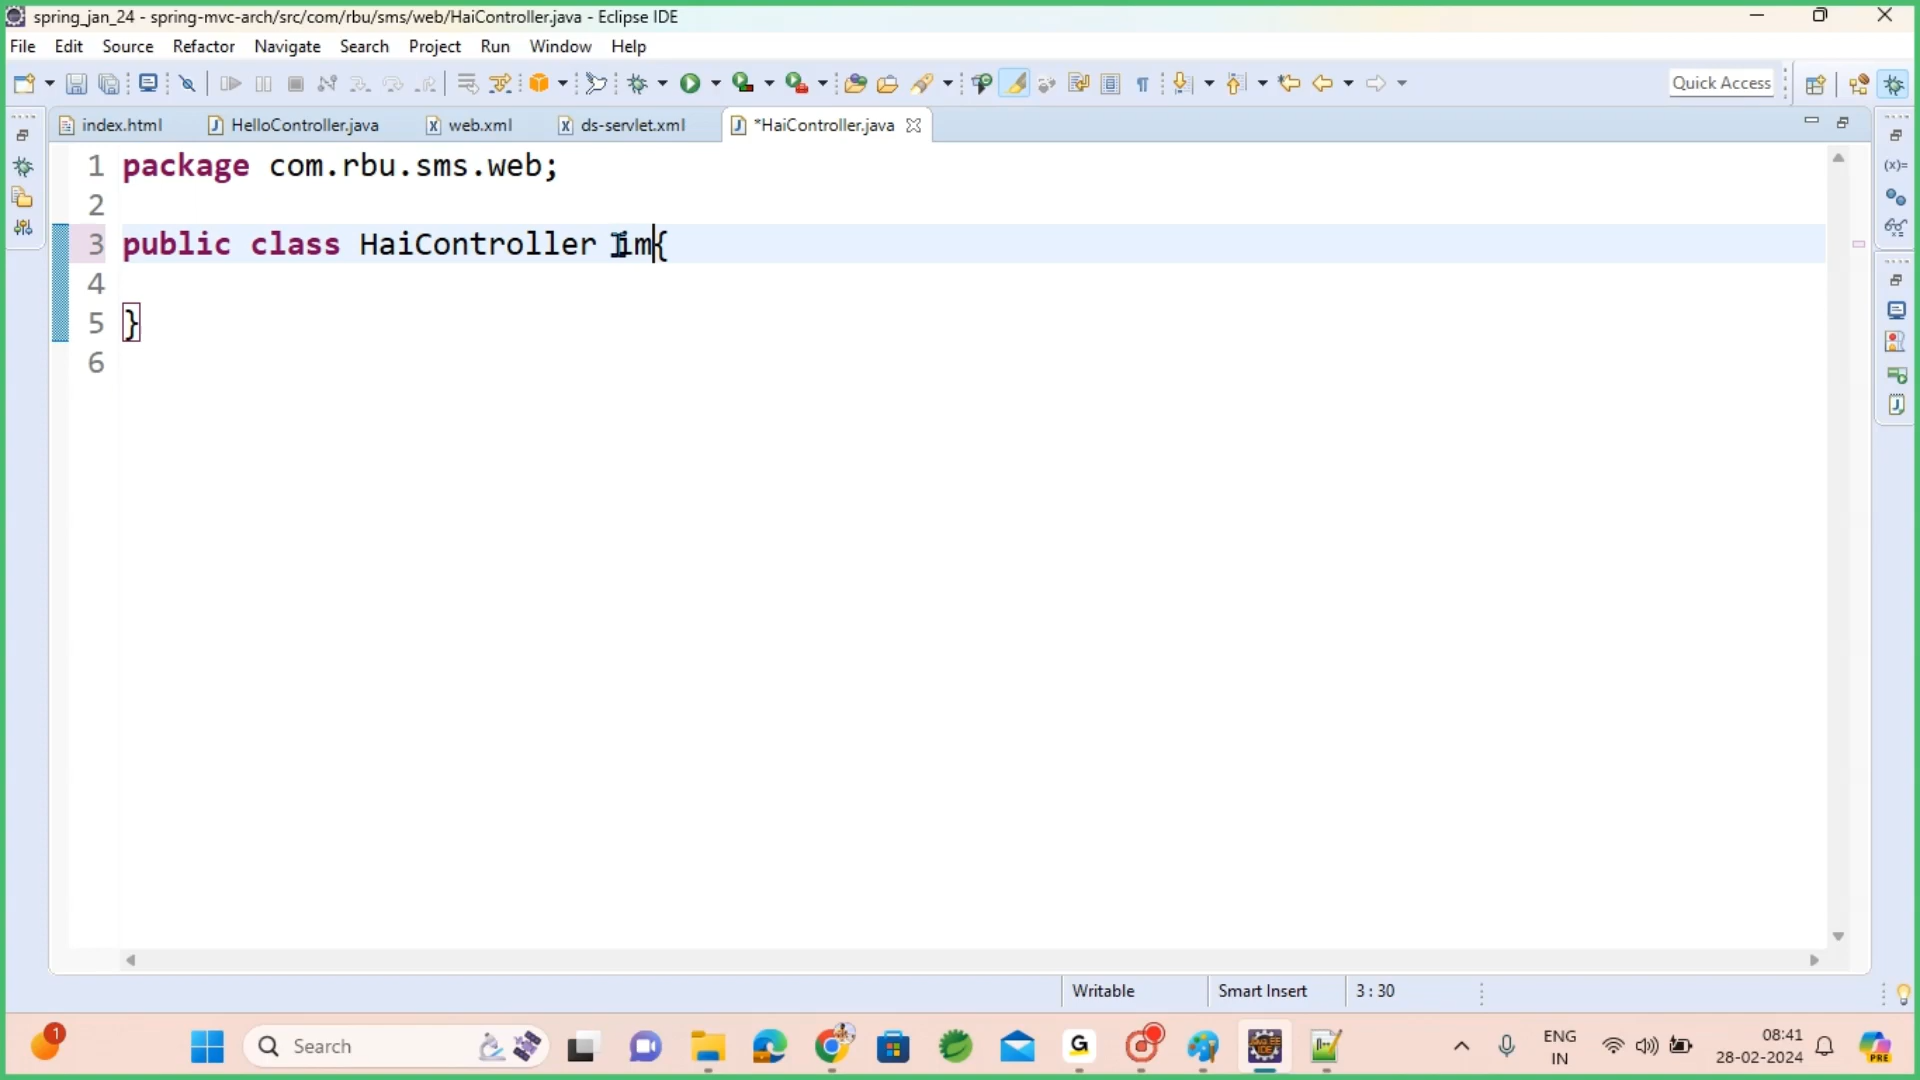 spring_jan_24 - spring-mvc-arch/src/com/rbu/sms/web/HaiController.java - Eclipse IDE
File Edit Source Refactor Navigate Search Project Run Window Help
Quick Access
index.html HelloController.java web.xml ds-servlet.xml *HaiController.java
1 package com.rbu.sms.web;
2
3 public class HaiController im{
4
5 }
6
Writable Smart Insert 3 : 30
1 Search ENG 08:41
IN 28-02-2024 PRE